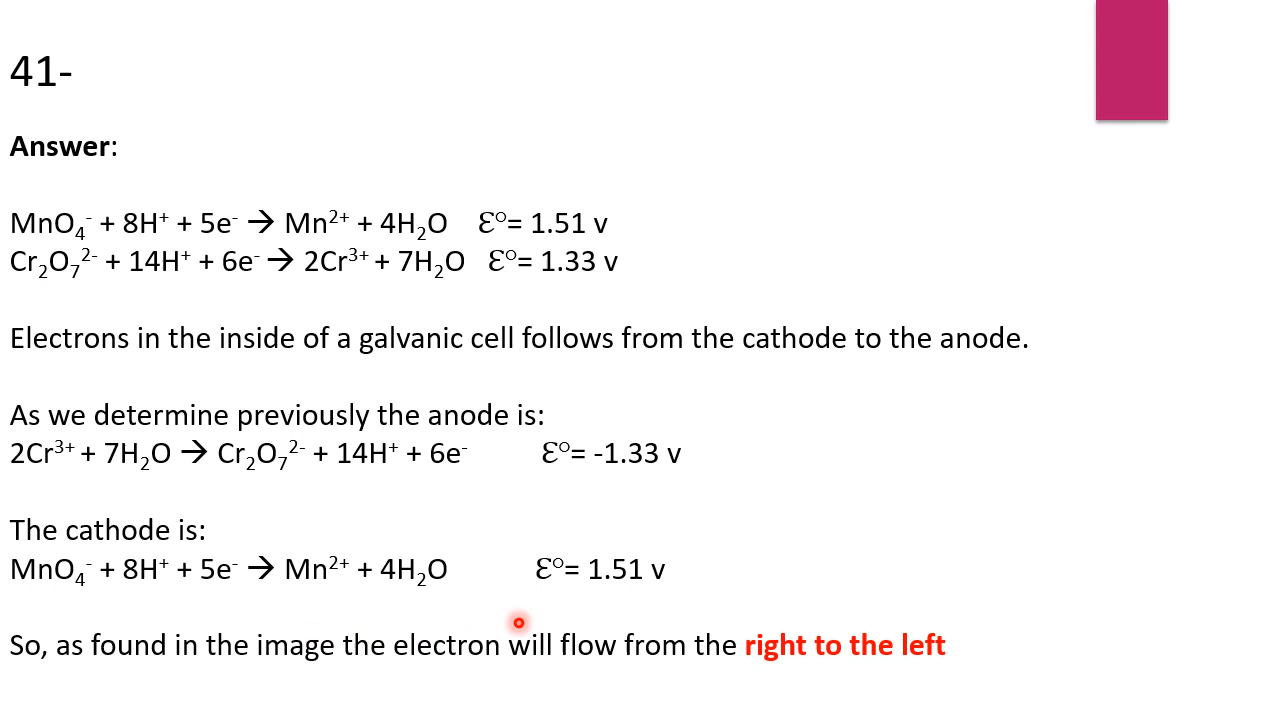 41-
Answer:
MnO₄⁻ + 8H⁺ + 5e⁻ → Mn²⁺ + 4H₂O ℰ°= 1.51 v
Cr₂O₇²⁻ + 14H⁺ + 6e⁻ → 2Cr³⁺ + 7H₂O ℰ°= 1.33 v
Electrons in the inside of a galvanic cell follows from the cathode to the anode.
As we determine previously the anode is:
2Cr³⁺ + 7H₂O → Cr₂O₇²⁻ + 14H⁺ + 6e⁻ ℰ°= -1.33 v
The cathode is:
MnO₄⁻ + 8H⁺ + 5e⁻ → Mn²⁺ + 4H₂O ℰ°= 1.51 v
So, as found in the image the electron will flow from the right to the left